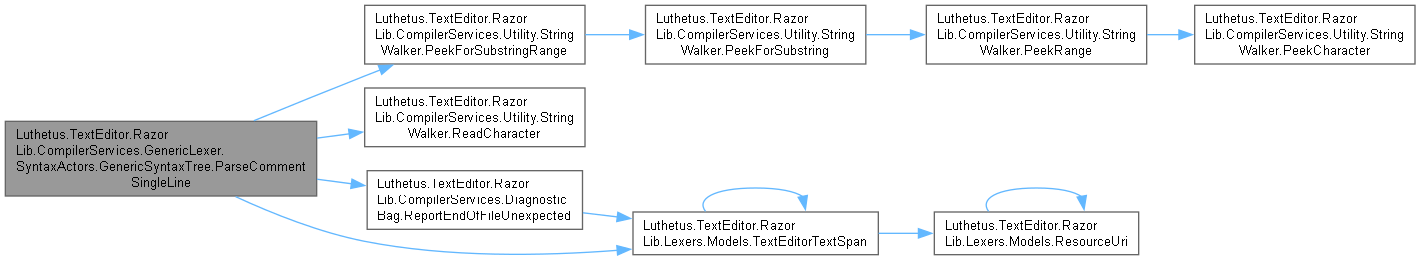 Luthetus.TextEditor.Razor
Lib.CompilerServices.Utility.String
Walker.PeekForSubstringRange
Luthetus.TextEditor.Razor
Lib.CompilerServices.Utility.String
Walker.PeekForSubstring
Luthetus.TextEditor.Razor
Lib.CompilerServices.Utility.String
Walker.PeekRange
Luthetus.TextEditor.Razor
Lib.CompilerServices.Utility.String
Walker.PeekCharacter
Luthetus.TextEditor.Razor
Lib.CompilerServices.Utility.String
Walker.ReadCharacter
Luthetus.TextEditor.Razor
Lib.CompilerServices.GenericLexer.
SyntaxActors.GenericSyntaxTree.ParseComment
SingleLine
Luthetus.TextEditor.Razor
Lib.CompilerServices.Diagnostic
Bag.ReportEndOfFileUnexpected
Luthetus.TextEditor.Razor
Lib.Lexers.Models.TextEditorTextSpan
Luthetus.TextEditor.Razor
Lib.Lexers.Models.ResourceUri